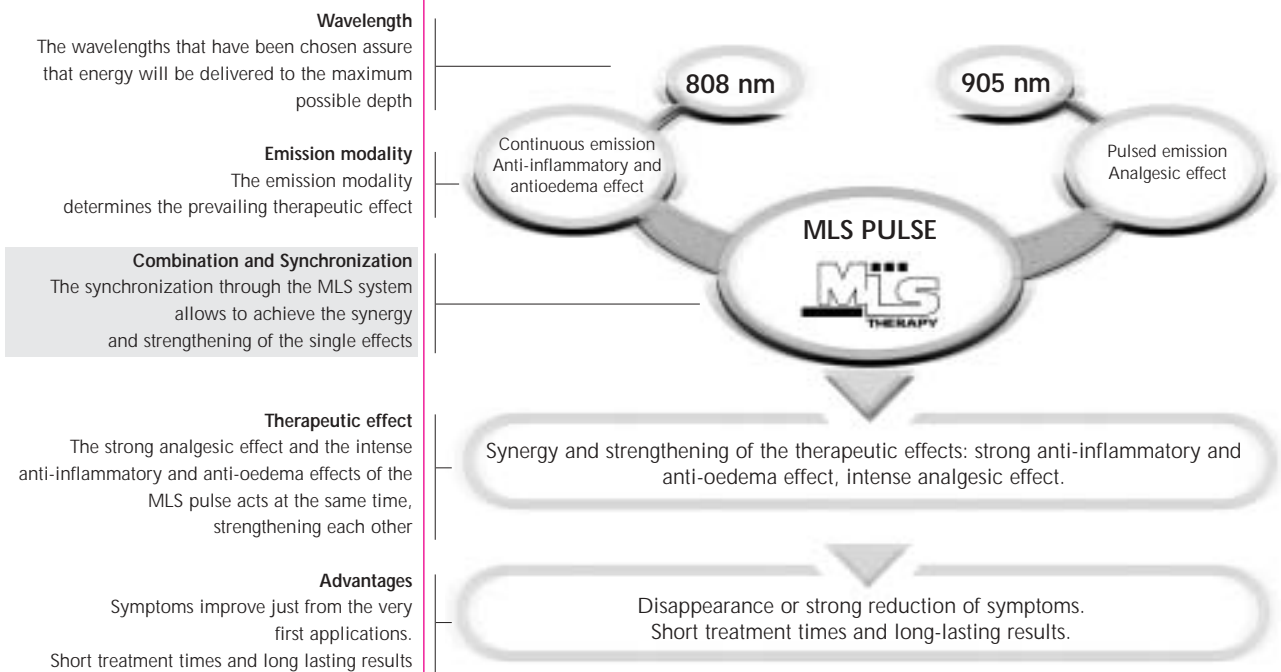 Wavelength
The wavelengths that have been chosen assure
that energy will be delivered to the maximum
possible depth
Emission modality
The emission modality
determines the prevailing therapeutic effect
Combination and Synchronization
The synchronization through the MLS system
allows to achieve the synergy
and strengthening of the single effects
Therapeutic effect
The strong analgesic effect and the intense
anti-inflammatory and anti-oedema effects of the
MLS pulse acts at the same time,
strengthening each other
Advantages
Symptoms improve just from the very
first applications.
Short treatment times and long lasting results
808 nm
905 nm
Continuous emission
Anti-inflammatory and
antioedema effect
Pulsed emission
Analgesic effect
MLS PULSE
MLS
THERAPY
Synergy and strengthening of the therapeutic effects: strong anti-inflammatory and
anti-oedema effect, intense analgesic effect.
Disappearance or strong reduction of symptoms.
Short treatment times and long-lasting results.